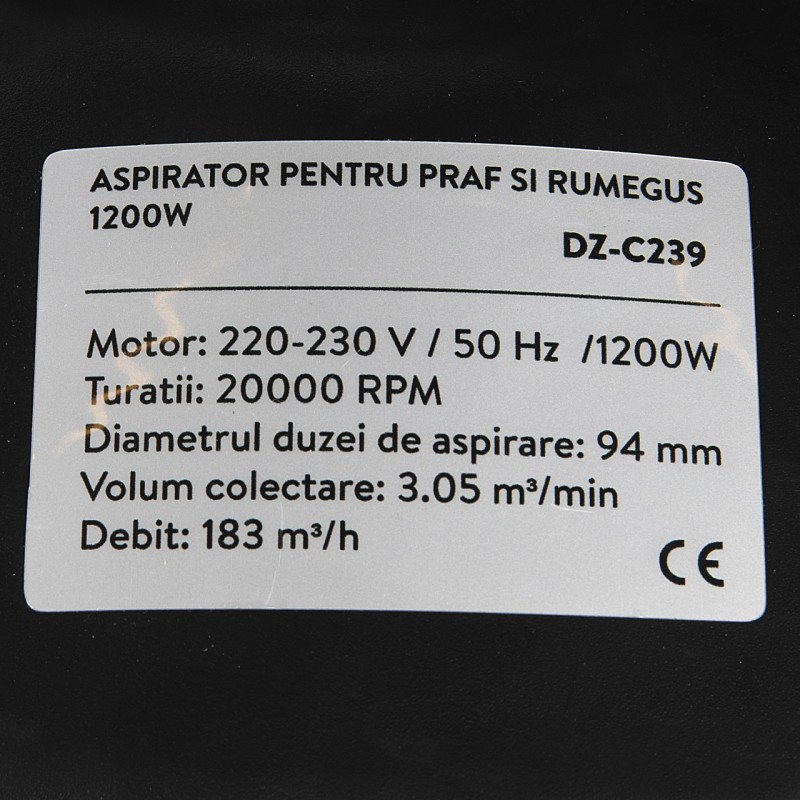 ASPIRATOR PENTRU PRAF SI RUMEGUS
1200W
DZ-C239
Motor: 220-230 V / 50 Hz /1200W
Turatii: 20000 RPM
Diametrul duzei de aspirare: 94 mm
Volum colectare: 3.05 m³/min
Debit: 183 m³/h
CE